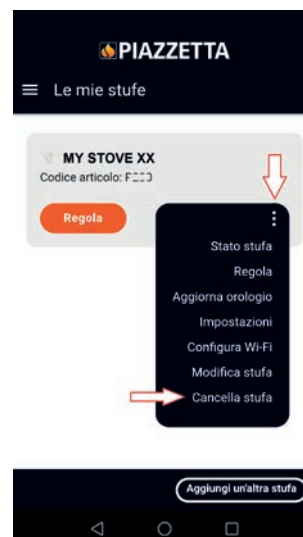 PIAZZETTA
Le mie stufe
MY STOVE XX
Codice articolo:
Regola
Stato stufa
Regola
Aggiorna orologio
Impostazioni
Configura Wi-Fi
Modifica stufa
Cancella stufa
Aggiungi un'altra stufa